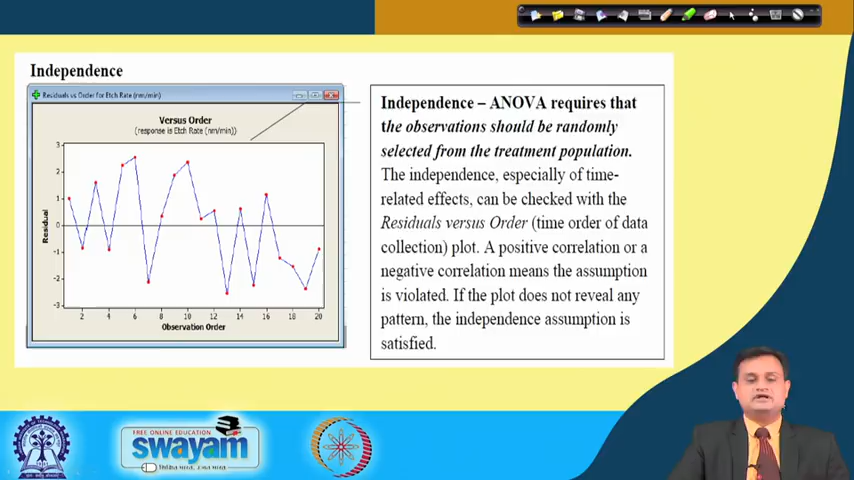 Independence
Residuals vs Order for Etch Rate (nm/min)
Versus Order
(response is Etch Rate (nm/min))
3
2
1
0
-1
-2
-3
Residual
2 4 6 8 10 12 14 16 18 20
Observation Order
Independence – ANOVA requires that
the observations should be randomly
selected from the treatment population.
The independence, especially of time-
related effects, can be checked with the
Residuals versus Order (time order of data
collection) plot. A positive correlation or a
negative correlation means the assumption
is violated. If the plot does not reveal any
pattern, the independence assumption is
satisfied.
FREE ONLINE EDUCATION
swayam